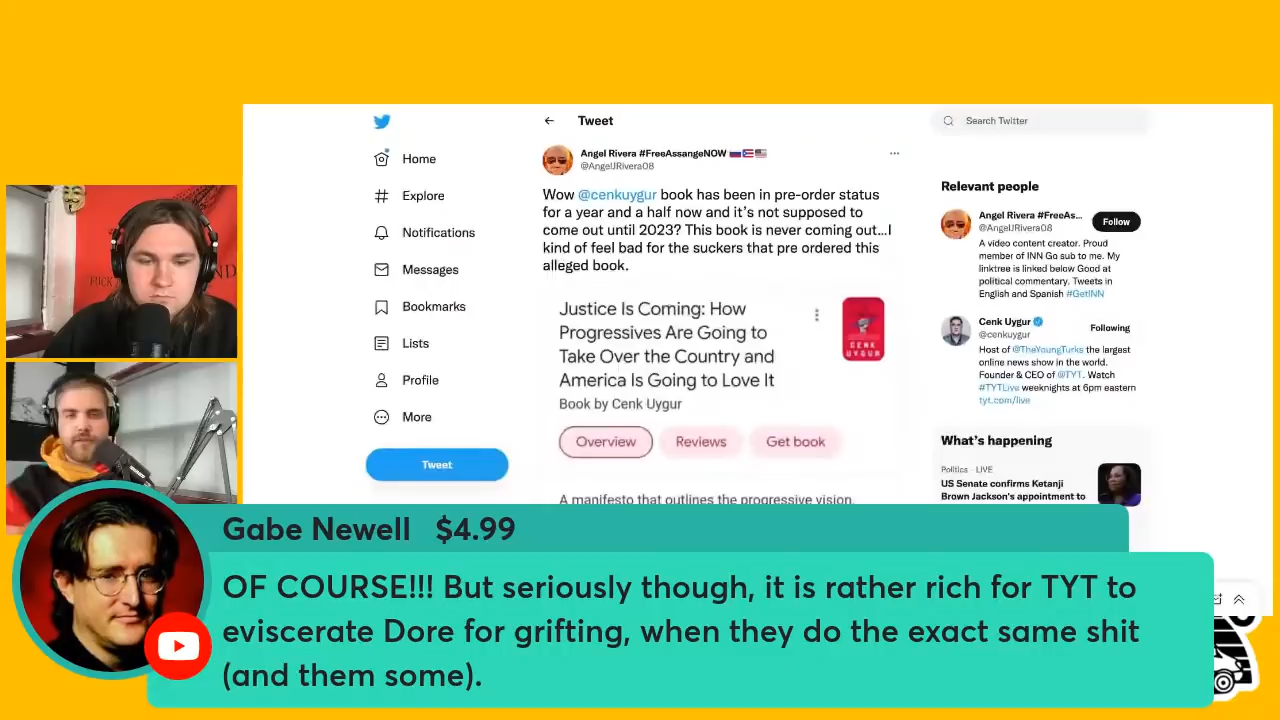 Home
Explore
Notifications
Messages
Bookmarks
Lists
Profile
More
Tweet
Tweet
Angel Rivera #FreeAssangeNOW
@AngelJRivera08
Wow @cenkuygur book has been in pre-order status
for a year and a half now and it's not supposed to
come out until 2023? This book is never coming out...I
kind of feel bad for the suckers that pre ordered this
alleged book.
Justice Is Coming: How
Progressives Are Going to
Take Over the Country and
America Is Going to Love It
Book by Cenk Uygur
CENK
UYGUR
Overview
Reviews
Get book
A manifesto that outlines the progressive vision,
Search Twitter
Relevant people
Angel Rivera #FreeAs...
@AngelJRivera08
Follow
A video content creator. Proud
member of INN Go sub to me. My
linktree is linked below Good at
political commentary. Tweets in
English and Spanish #GetINN
Cenk Uygur
@cenkuygur
Following
Host of @TheYoungTurks the largest
online news show in the world.
Founder & CEO of @TYT. Watch
#TYTLive weeknights at 6pm eastern
tyt.com/live
What's happening
Politics · LIVE
US Senate confirms Ketanji
Brown Jackson's appointment to
Gabe Newell $4.99
OF COURSE!!! But seriously though, it is rather rich for TYT to
eviscerate Dore for grifting, when they do the exact same shit
(and them some).